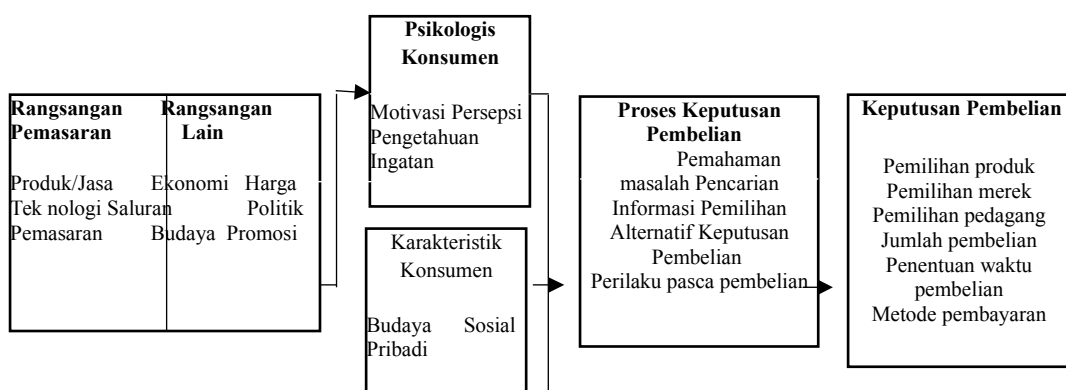 Psikologis
Konsumen
Motivasi Persepsi
Pengetahuan
Ingatan
Rangsangan Rangsangan
Pemasaran Lain
Produk/Jasa Ekonomi Harga
Tek nologi Saluran Politik
Pemasaran Budaya Promosi
Karakteristik
Konsumen
Budaya Sosial
Pribadi
Proses Keputusan
Pembelian
Pemahaman
masalah Pencarian
Informasi Pemilihan
Alternatif Keputusan
Pembelian
Perilaku pasca pembelian
Keputusan Pembelian
Pemilihan produk
Pemilihan merek
Pemilihan pedagang
Jumlah pembelian
Penentuan waktu
pembelian
Metode pembayaran